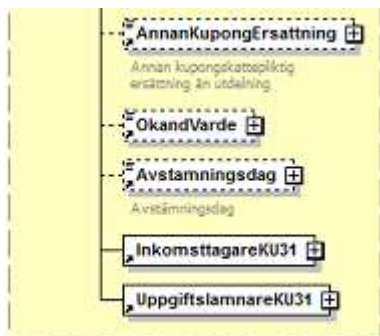 AnnanKupongErsattning
Annan kupongskattepliktig
ersättning än utdelning
OkandVarde
Avstamningsdag
Avstämningsdag
InkomsttagareKU31
UppgiftslamnareKU31